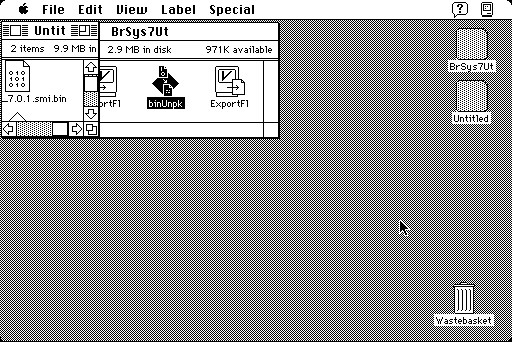 File Edit View Label Special
Untit
2 items 9.9 MB in
_7.0.1.smi.bin
BrSys7Ut
2.9 MB in disk 971K available
ortF1
binUnpk
ExportF1
BrSys7Ut
Untitled
Wastebasket